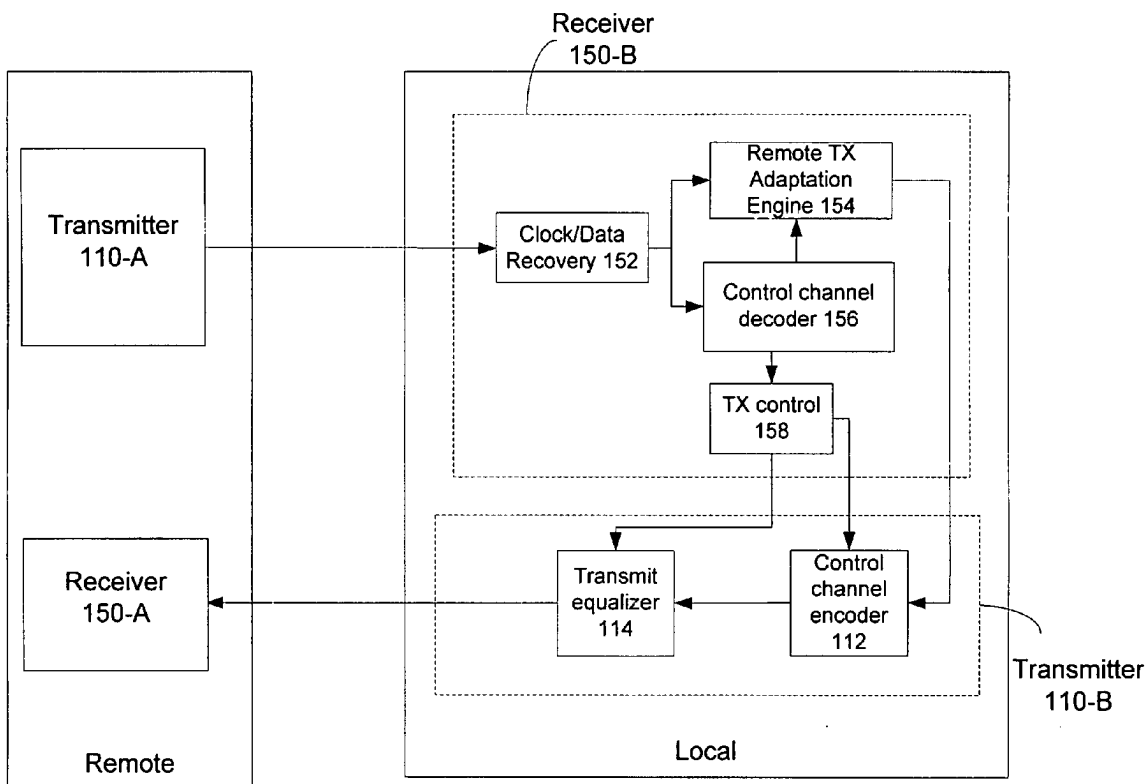 Receiver
150-B
Remote TX
Adaptation
Engine 154
Transmitter
110-A
Clock/Data
Recovery 152
Control channel
decoder 156
TX control
158
Receiver
150-A
Transmit
equalizer
114
Control
channel
encoder
112
Transmitter
110-B
Remote
Local